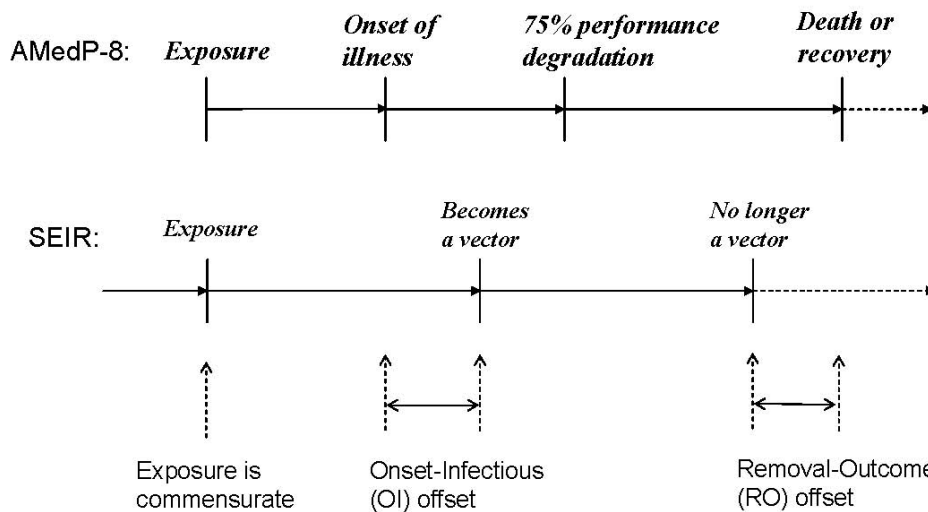 AMedP-8:
Exposure
Onset of
illness
75% performance
degradation
Death or
recovery
SEIR:
Exposure
Becomes
a vector
No longer
a vector
Exposure is
commensurate
Onset-Infectious
(OI) offset
Removal-Outcome
(RO) offset